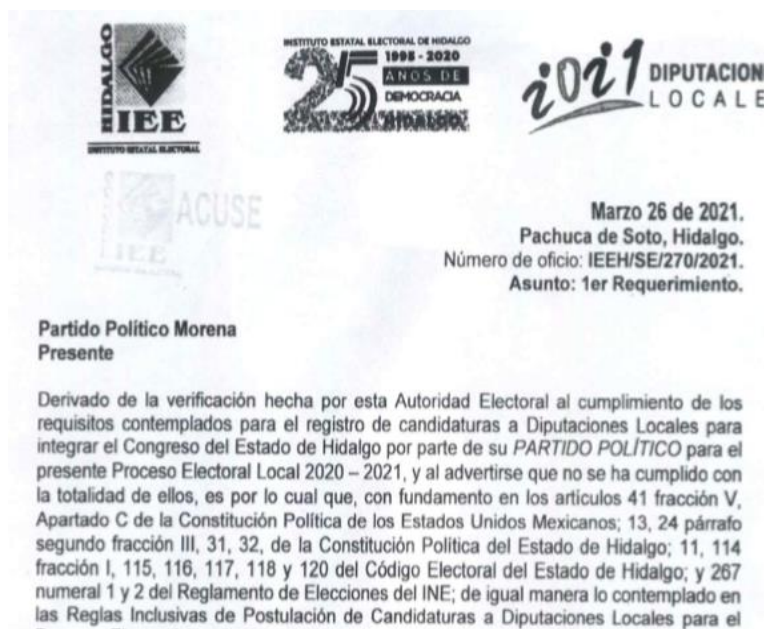 HIDALGO
IEE
INSTITUTO ESTATAL ELECTORAL
INSTITUTO ESTATAL ELECTORAL DE HIDALGO
1995 - 2020
25
AÑOS DE
DEMOCRACIA
HIDALGO
2021 DIPUTACION
LOCALE
IEE
ACUSE
Marzo 26 de 2021.
Pachuca de Soto, Hidalgo.
Número de oficio: IEEH/SE/270/2021.
Asunto: 1er Requerimiento.
Partido Político Morena
Presente
Derivado de la verificación hecha por esta Autoridad Electoral al cumplimiento de los
requisitos contemplados para el registro de candidaturas a Diputaciones Locales para
integrar el Congreso del Estado de Hidalgo por parte de su PARTIDO POLÍTICO para el
presente Proceso Electoral Local 2020 – 2021, y al advertirse que no se ha cumplido con
la totalidad de ellos, es por lo cual que, con fundamento en los artículos 41 fracción V,
Apartado C de la Constitución Política de los Estados Unidos Mexicanos; 13, 24 párrafo
segundo fracción III, 31, 32, de la Constitución Política del Estado de Hidalgo; 11, 114
fracción I, 115, 116, 117, 118 y 120 del Código Electoral del Estado de Hidalgo; y 267
numeral 1 y 2 del Reglamento de Elecciones del INE; de igual manera lo contemplado en
las Reglas Inclusivas de Postulación de Candidaturas a Diputaciones Locales para el